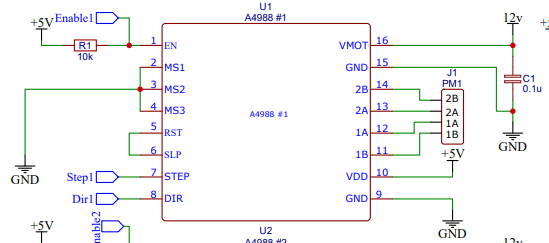 U1
A4988 #1
+5V
Enable1
R1
10k
1
EN
2
MS1
3
MS2
4
MS3
5
RST
6
SLP
7
STEP
8
DIR
A4988 #1
VMOT
16
GND
15
2B
14
2A
13
1A
12
1B
11
VDD
10
GND
9
12v
C1
0.1u
GND
J1
PM1
2B
2A
1A
1B
+5V
GND
GND
Step1
Dir1
+5V
U2